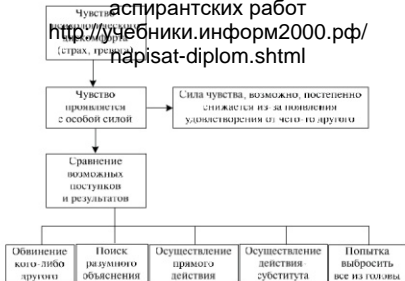 аспирантских работ
http://учебники.информ2000.рф/
napisat-diplom.shtml
Чувство
(страх, тревога)
Чувство
проявляется
с особой силой
Сила чувства, возможно, постепенно
снижается из-за появления
удовлетворения от чего-то другого
Сравнение
возможных
поступков
и результатов
Обвинение
кого-либо
другого
Поиск
разумного
объяснения
Осуществление
прямого
действия
Осуществление
действия-
субститута
Попытка
выбросить
все из головы